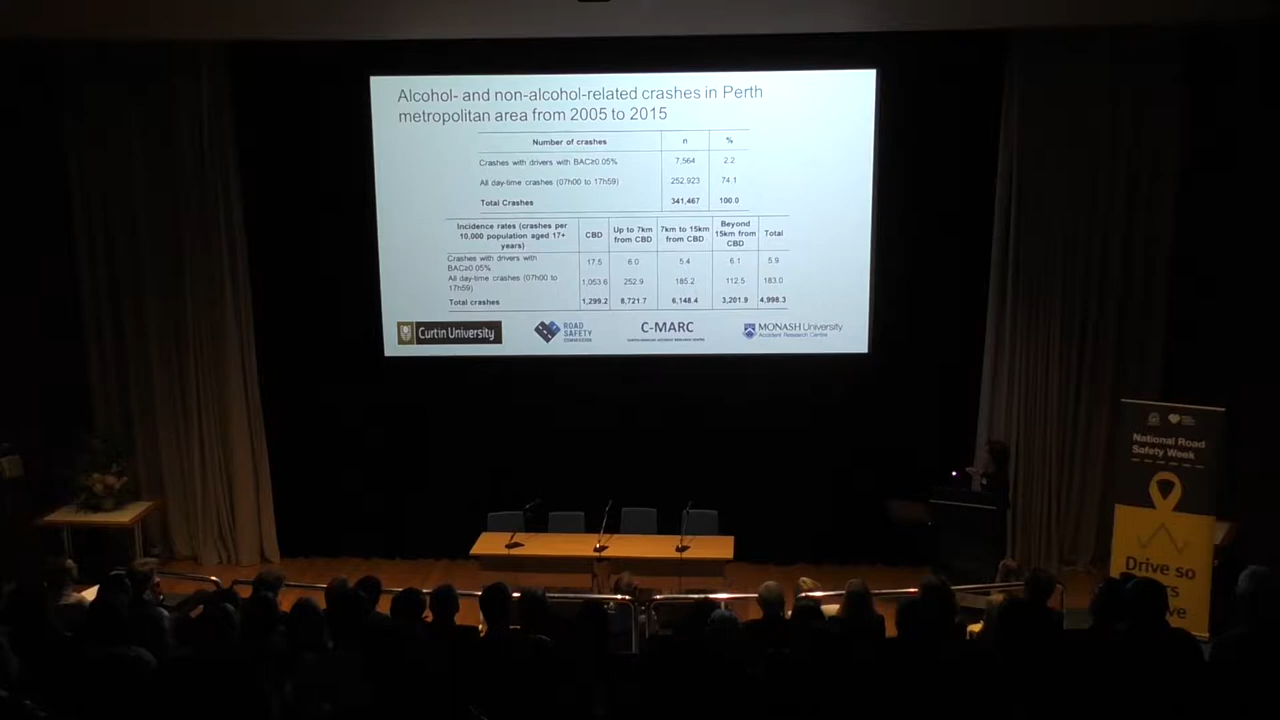 Alcohol- and non-alcohol-related crashes in Perth
metropolitan area from 2005 to 2015
Number of crashes n %
Crashes with drivers with BAC≥0.05% 7,564 2.2
All day-time crashes (07h00 to 17h59) 252,923 74.1
Total Crashes 341,467 100.0
Incidence rates (crashes per
10,000 population aged 17+
years)
CBD
Up to 7km
from CBD
7km to 15km
from CBD
Beyond
15km from
CBD
Total
Crashes with drivers with
BAC≥0.05%
17.5 6.0 5.4 6.1 5.9
All day-time crashes (07h00 to
17h59)
1,053.6 252.9 185.2 112.5 183.0
Total crashes 1,299.2 8,721.7 6,148.4 3,201.9 4,998.3
Curtin University
ROAD
SAFETY
COMMISSION
C-MARC
CURTIN-MONASH ACCIDENT RESEARCH CENTRE
MONASH University
Accident Research Centre
National Road
Safety Week
Drive so